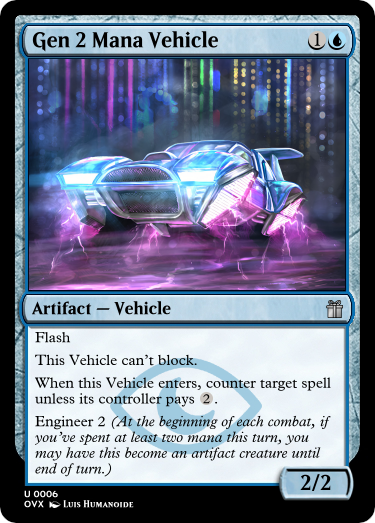 Gen 2 Mana Vehicle 1
Artifact — Vehicle
Flash
This Vehicle can't block.
When this Vehicle enters, counter target spell
unless its controller pays 2.
Engineer 2 (At the beginning of each combat, if
you've spent at least two mana this turn, you
may have this become an artifact creature until
end of turn.)
2/2
U 0006
OVX Luis Humanoide